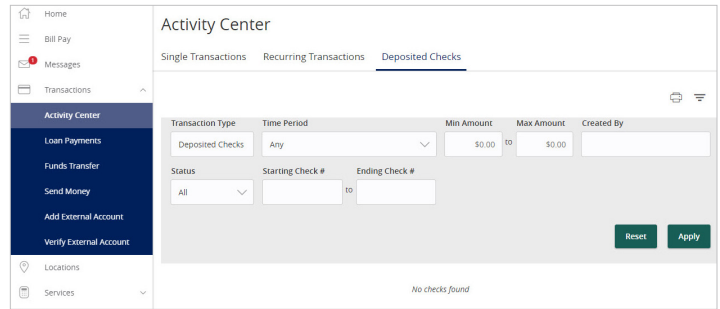 Home
Bill Pay
1
Messages
Transactions
Activity Center
Loan Payments
Funds Transfer
Send Money
Add External Account
Verify External Account
Locations
Services
Activity Center
Single Transactions Recurring Transactions Deposited Checks
Transaction Type Time Period Min Amount Max Amount Created By
Deposited Checks Any $0.00 to $0.00
Status Starting Check # Ending Check #
All to
Reset Apply
No checks found